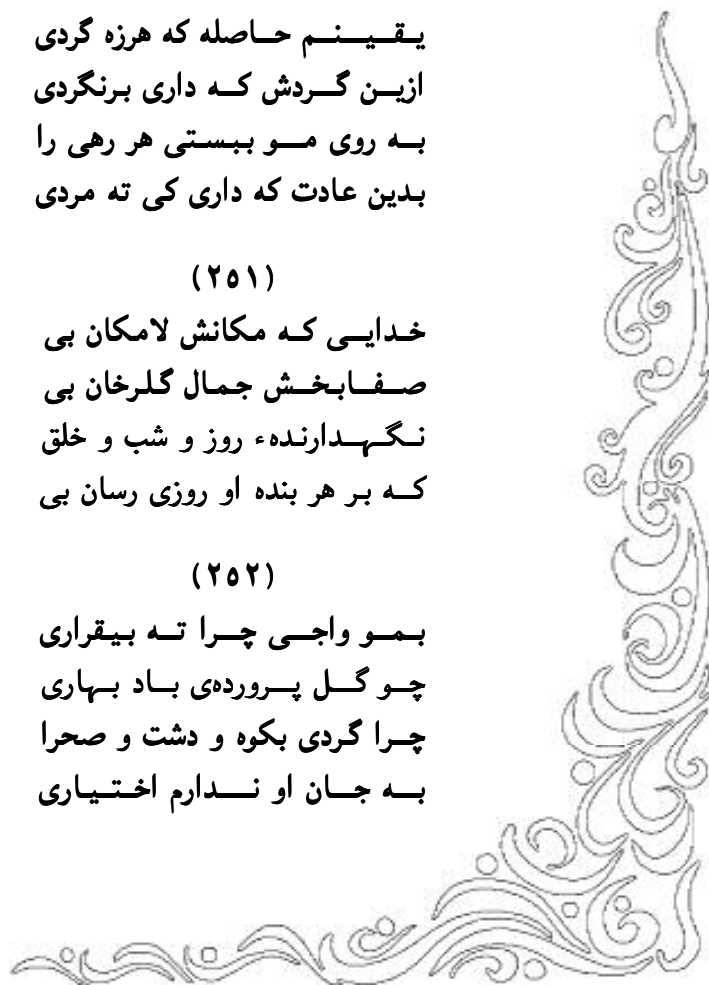 یقینم حاصله که هرزه گردی
ازین گردش که داری برنگردی
به روی مو ببستی هر رهی را
بدین عادت که داری کی ته مردی
(۲۵۱)
خدایی که مکانش لامکان بی
صفابخش جمال گلرخان بی
نگهدارندهء روز و شب و خلق
که بر هر بنده او روزی رسان بی
(۲۵۲)
بمو واجی چرا ته بیقراری
چو گل پرورده‌ی باد بهاری
چرا گردی بکوه و دشت و صحرا
به جان او ندارم اختیاری